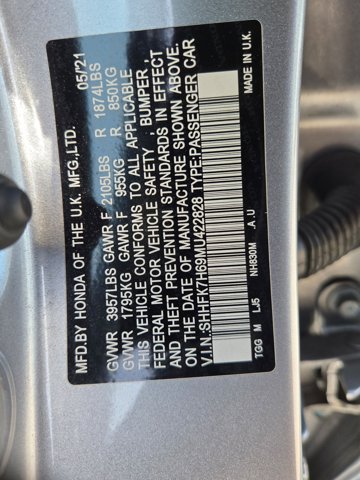 MFD.BY HONDA OF THE U.K. MFG.,LTD. 05/21
GVWR 3957LBS GAWR F 2105LBS R 1874LBS
GVWR 1795KG GAWR F 955KG R 850KG
THIS VEHICLE CONFORMS TO ALL APPLICABLE
FEDERAL MOTOR VEHICLE SAFETY , BUMPER ,
AND THEFT PREVENTION STANDARDS IN EFFECT
ON THE DATE OF MANUFACTURE SHOWN ABOVE.
V.I.N:SHHFK7H69MU422828 TYPE:PASSENGER CAR
TGG M LJ5 NH830M .A.U MADE IN U.K.